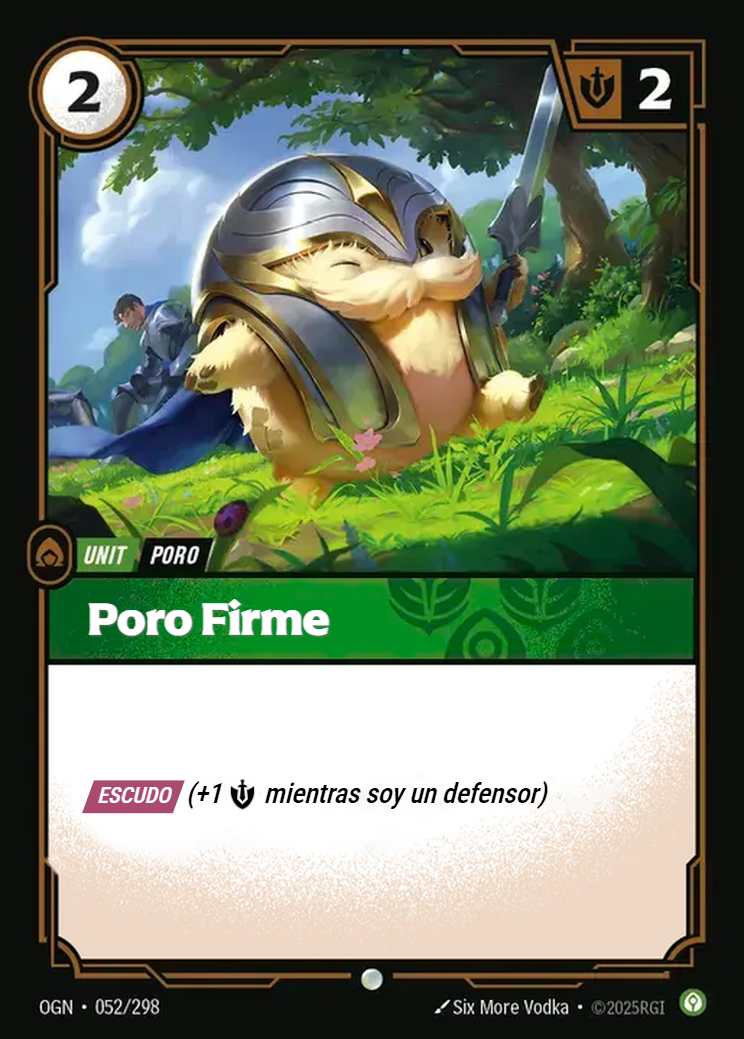 2
2
UNIT PORO
Poro Firme
ESCUDO (+1 mientras soy un defensor)
OGN • 052/298
Six More Vodka • ©2025RGI